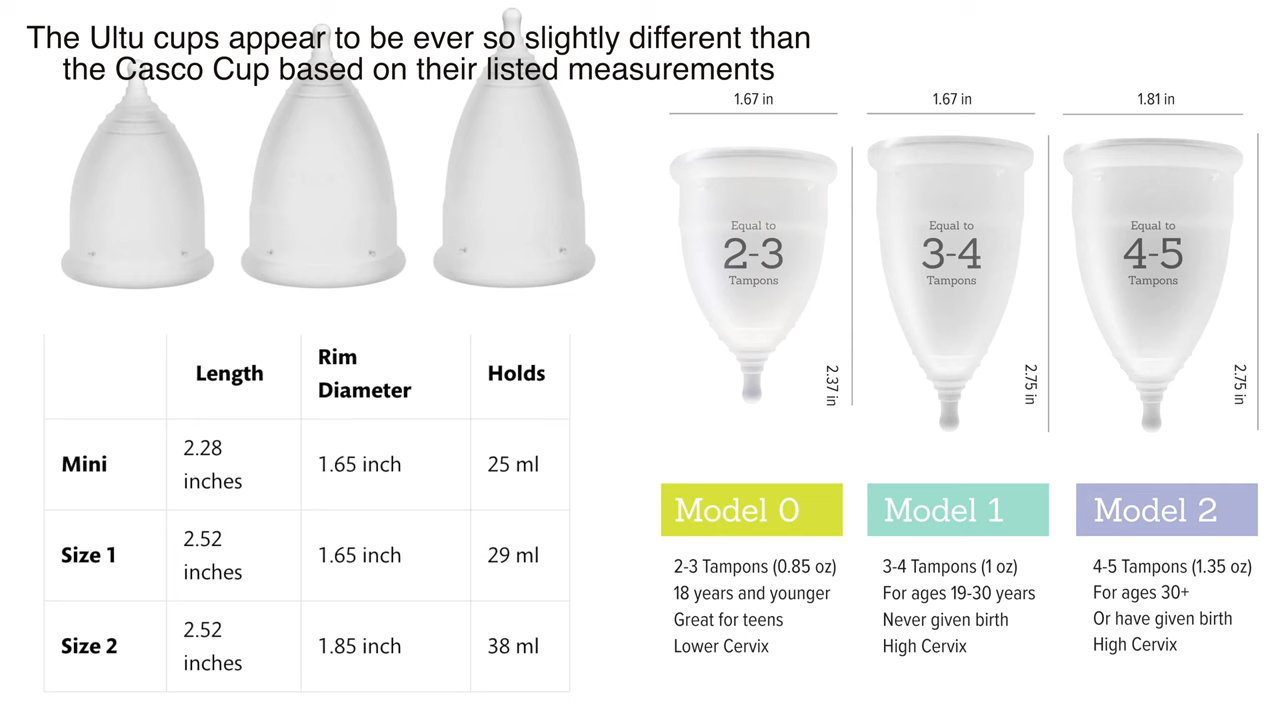 The Ultu cups appear to be ever so slightly different than
the Casco Cup based on their listed measurements
Length
Rim
Diameter
Holds
Mini
2.28
inches
1.65 inch
25 ml
Size 1
2.52
inches
1.65 inch
29 ml
Size 2
2.52
inches
1.85 inch
38 ml
1.67 in
1.67 in
1.81 in
Equal to
2-3
Tampons
2.37 in
Equal to
3-4
Tampons
2.75 in
Equal to
4-5
Tampons
2.75 in
Model 0
2-3 Tampons (0.85 oz)
18 years and younger
Great for teens
Lower Cervix
Model 1
3-4 Tampons (1 oz)
For ages 19-30 years
Never given birth
High Cervix
Model 2
4-5 Tampons (1.35 oz)
For ages 30+
Or have given birth
High Cervix